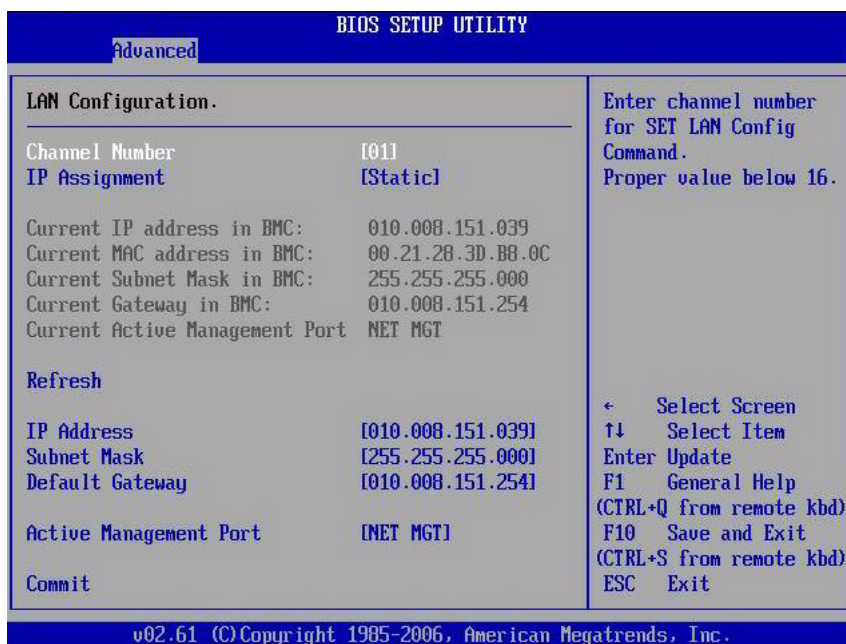 BIOS SETUP UTILITY
Advanced
LAN Configuration.
Channel Number [01]
IP Assignment [Static]
Current IP address in BMC: 010.008.151.039
Current MAC address in BMC: 00.21.28.3D.B8.0C
Current Subnet Mask in BMC: 255.255.255.000
Current Gateway in BMC: 010.008.151.254
Current Active Management Port NET MGT
Refresh
IP Address [010.008.151.039]
Subnet Mask [255.255.255.000]
Default Gateway [010.008.151.254]
Active Management Port [NET MGT]
Commit
Enter channel number
for SET LAN Config
Command.
Proper value below 16.
← Select Screen
↑↓ Select Item
Enter Update
F1 General Help
(CTRL+Q from remote kbd)
F10 Save and Exit
(CTRL+S from remote kbd)
ESC Exit
v02.61 (C)Copyright 1985-2006, American Megatrends, Inc.